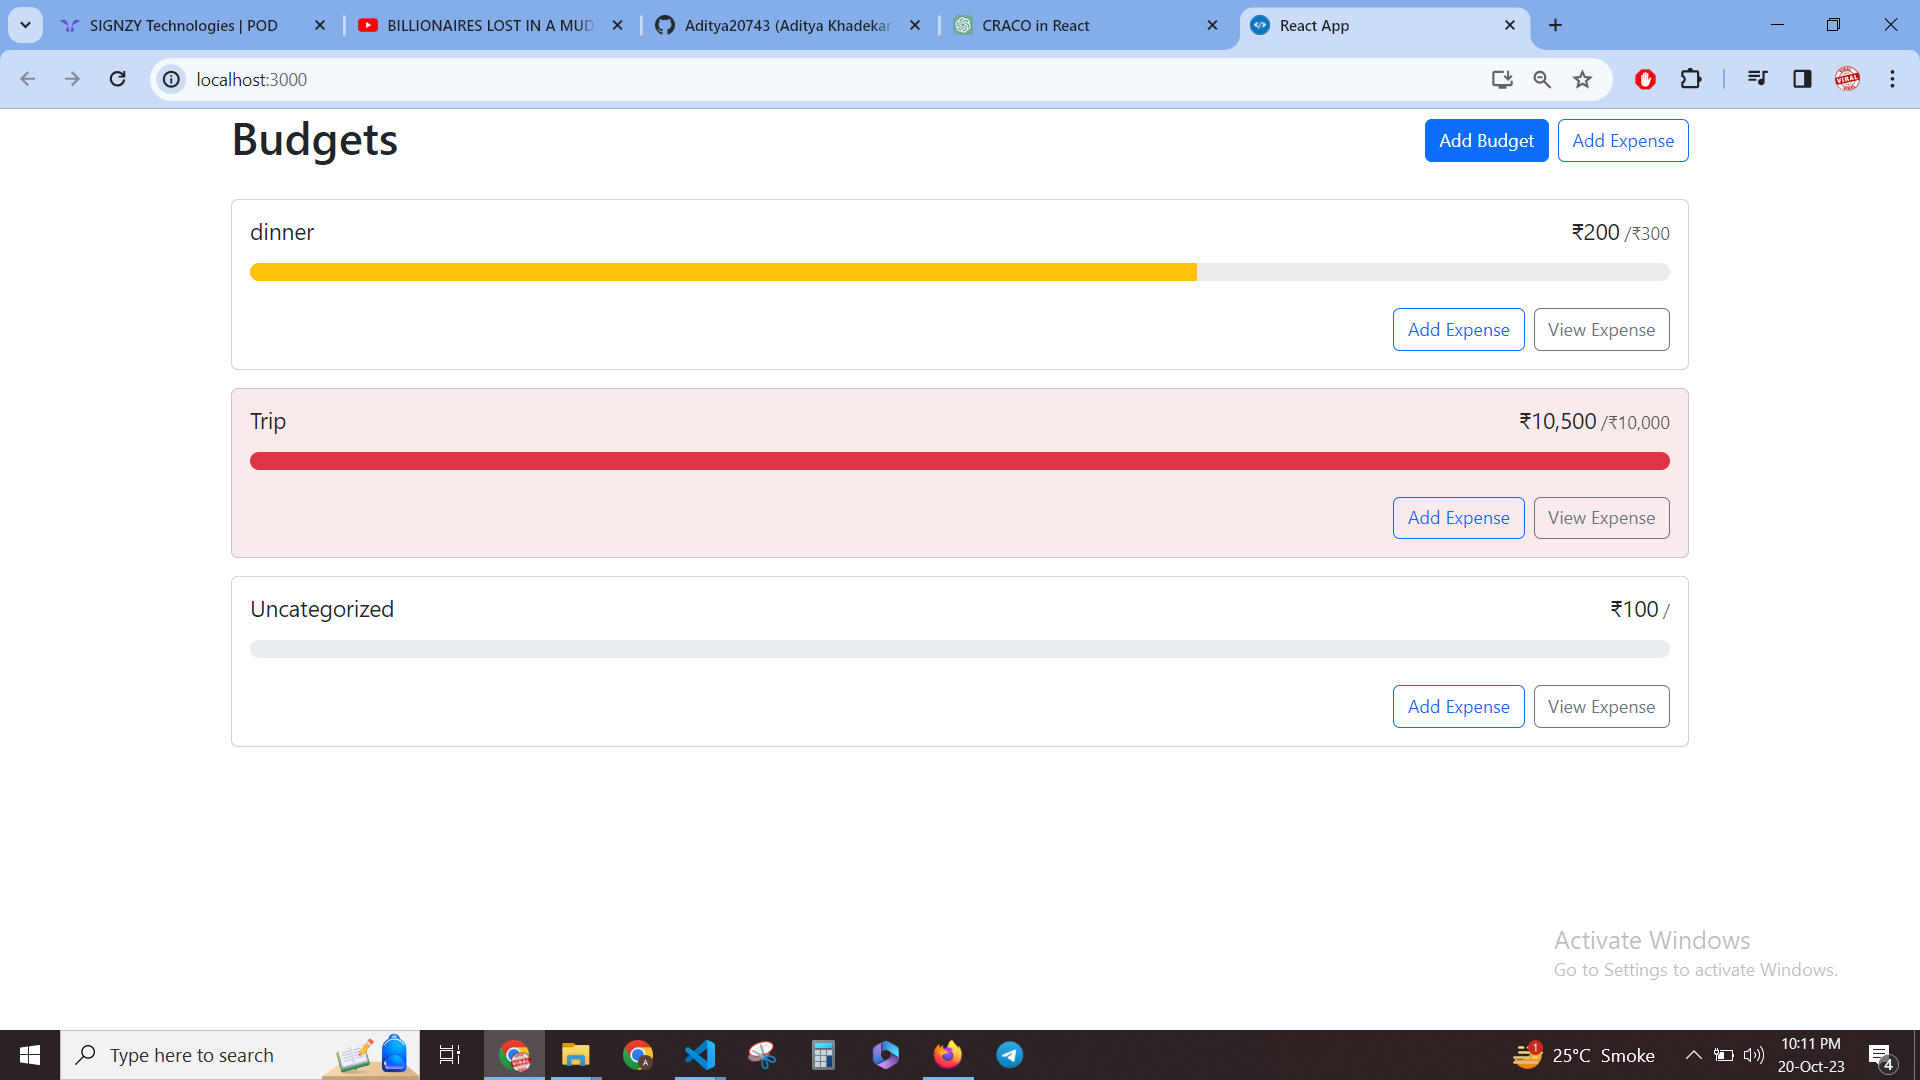 SIGNZY Technologies | POD
BILLIONAIRES LOST IN A MUD
Aditya20743 (Aditya Khadekar
CRACO in React
React App
localhost:3000
Budgets
Add Budget
Add Expense
dinner
₹200 /₹300
Add Expense
View Expense
Trip
₹10,500 /₹10,000
Add Expense
View Expense
Uncategorized
₹100 /
Add Expense
View Expense
Activate Windows
Go to Settings to activate Windows.
Type here to search
1
25°C Smoke
10:11 PM
20-Oct-23
4